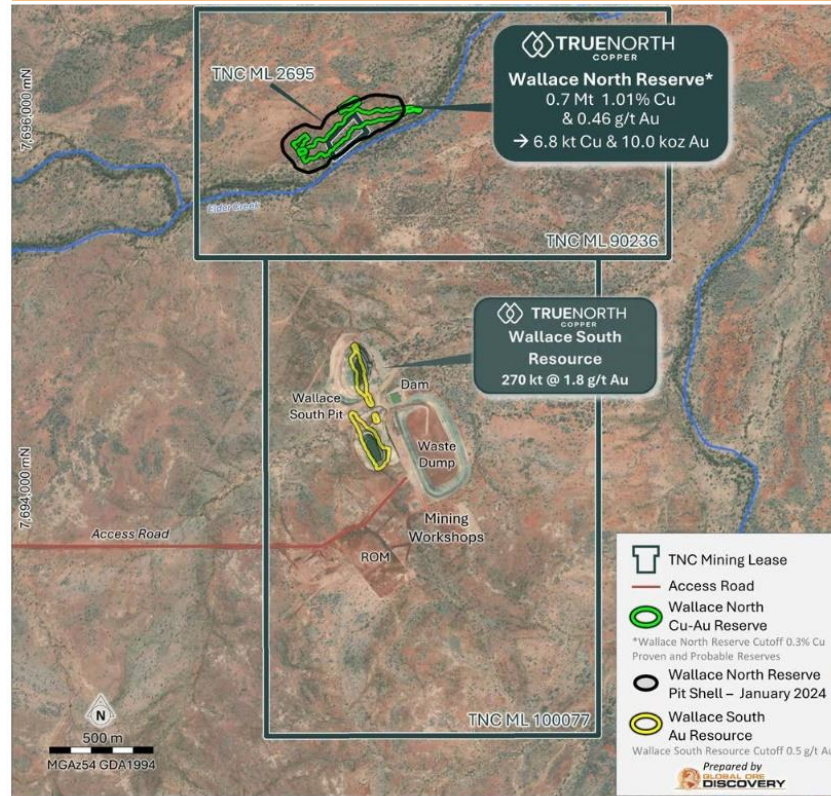 TRUENORTH
COPPER
Wallace North Reserve*
0.7 Mt 1.01% Cu
& 0.46 g/t Au
→ 6.8 kt Cu & 10.0 koz Au
TNC ML 2695
7,696,000 mN
Elder Creek
TNC ML 90236
TRUENORTH
COPPER
Wallace South
Resource
270 kt @ 1.8 g/t Au
Wallace
South Pit
Dam
Waste
Dump
7,694,000 mN
Mining
Workshops
Access Road
ROM
TNC ML 100077
N
500 m
MGAz54 GDA1994
TNC Mining Lease
Access Road
Wallace North
Cu-Au Reserve
*Wallace North Reserve Cutoff 0.3% Cu
Proven and Probable Reserves
Wallace North Reserve
Pit Shell – January 2024
Wallace South
Au Resource
Wallace South Resource Cutoff 0.5 g/t Au
Prepared by
GLOBAL ORE
DISCOVERY